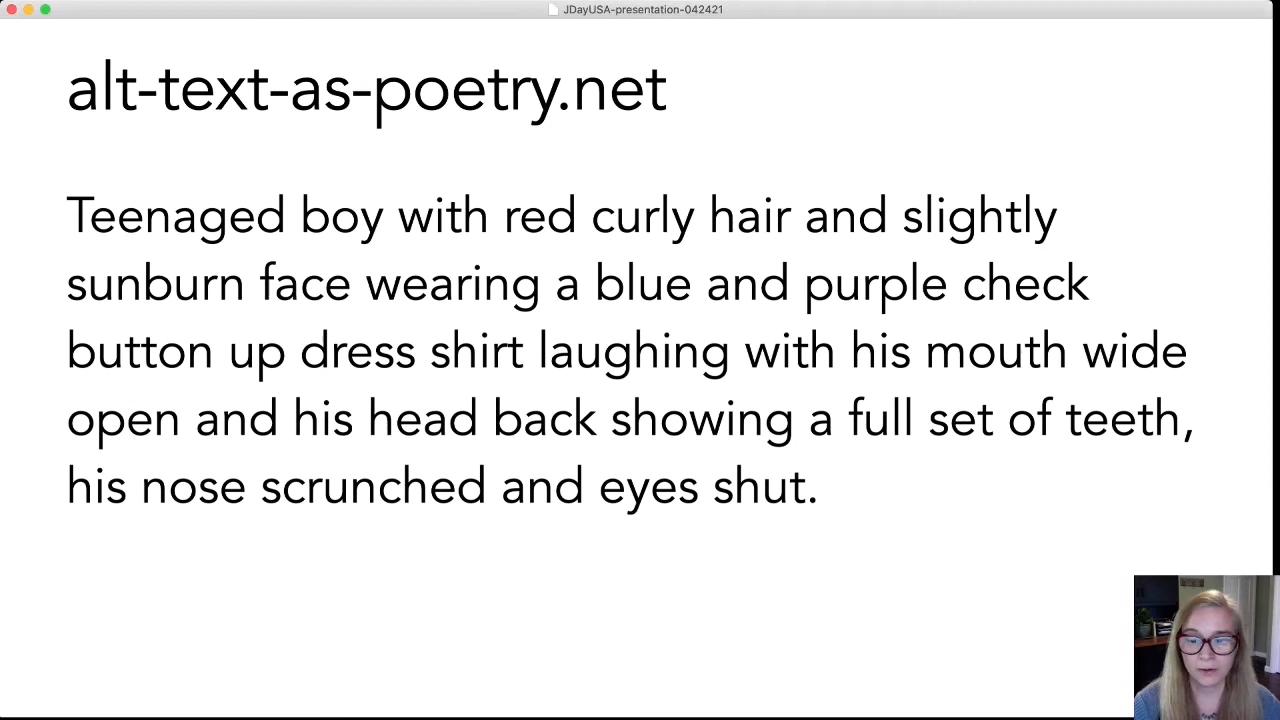 JDayUSA-presentation-042421
alt-text-as-poetry.net
Teenaged boy with red curly hair and slightly
sunburn face wearing a blue and purple check
button up dress shirt laughing with his mouth wide
open and his head back showing a full set of teeth,
his nose scrunched and eyes shut.